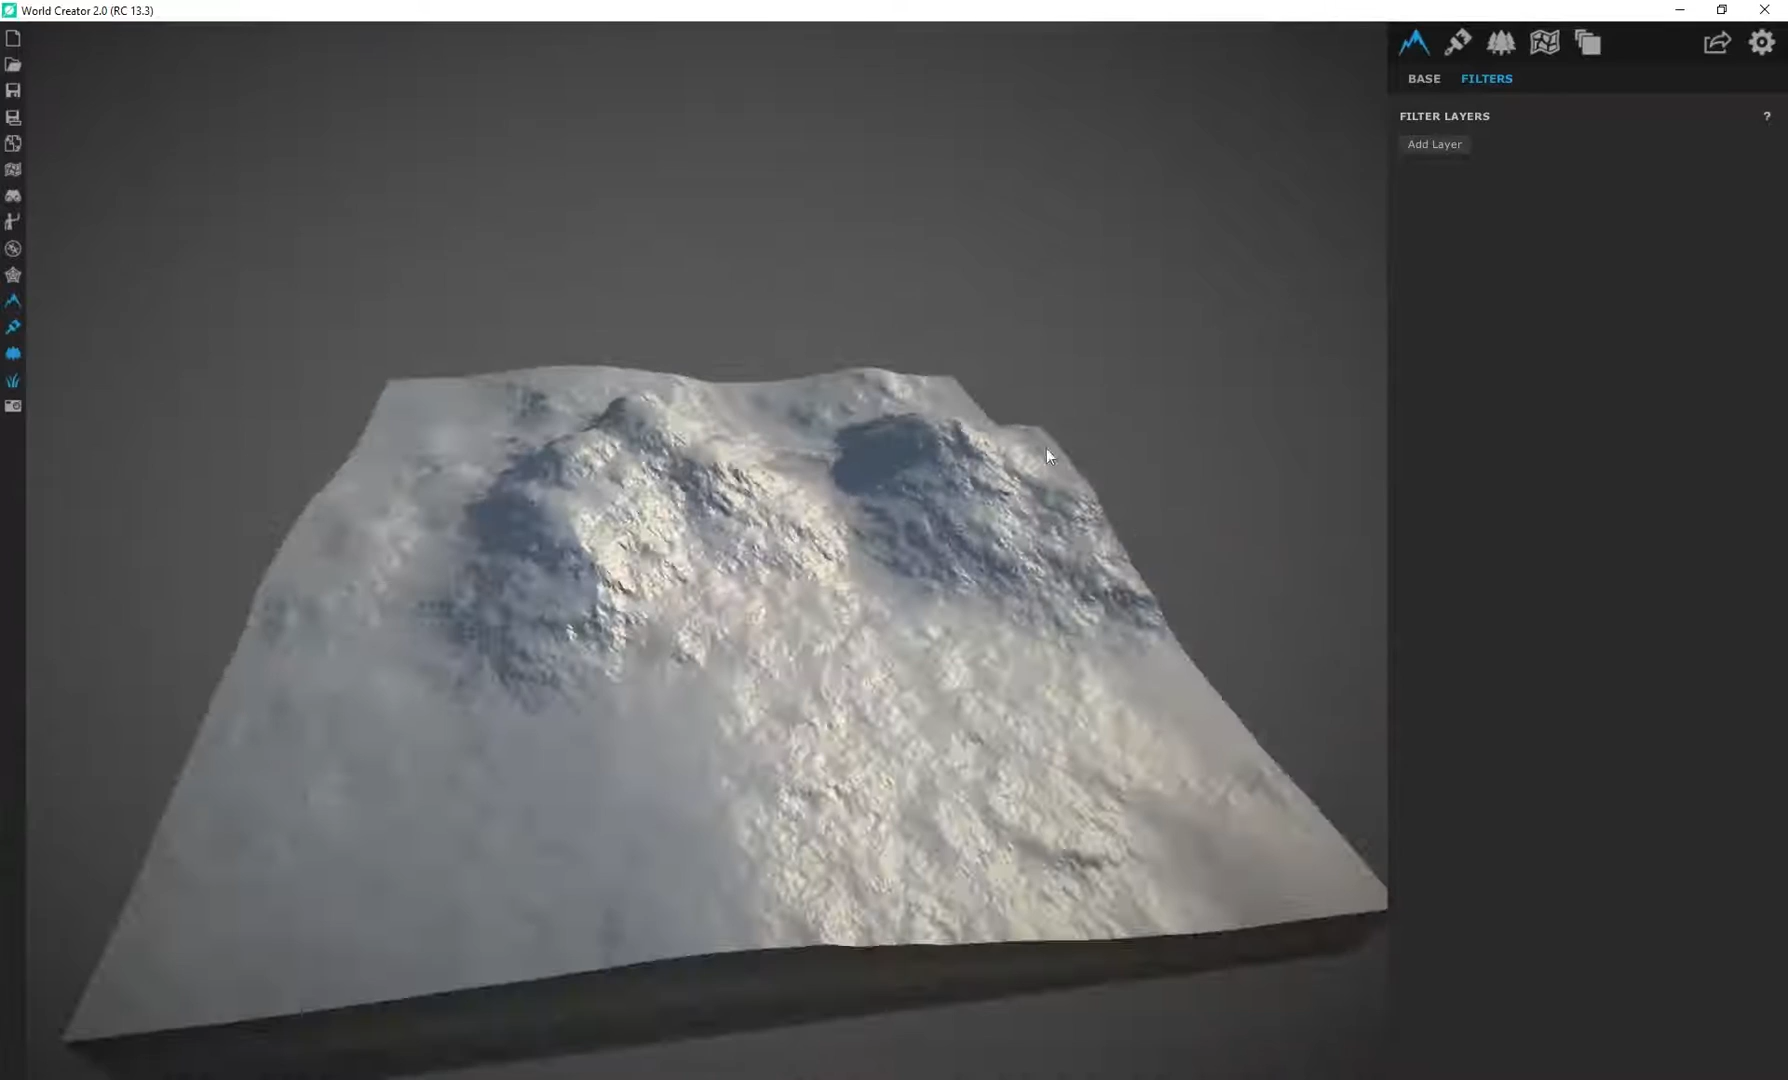 World Creator 2.0 (RC 13.3)
BASE FILTERS
FILTER LAYERS ?
Add Layer